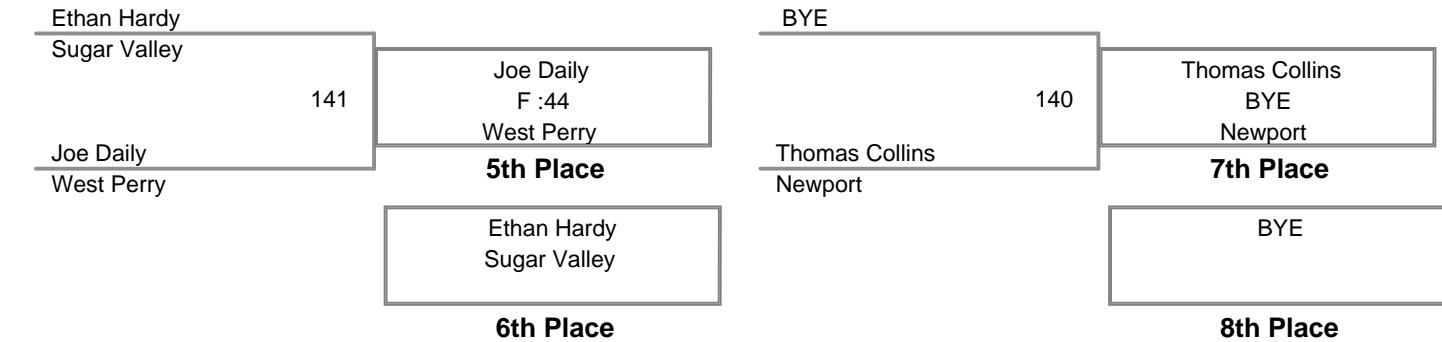 Ethan Hardy
Sugar Valley
141
Joe Daily
West Perry
Joe Daily
F :44
West Perry
5th Place
Ethan Hardy
Sugar Valley
6th Place
BYE
140
Thomas Collins
Newport
Thomas Collins
BYE
Newport
7th Place
BYE
8th Place